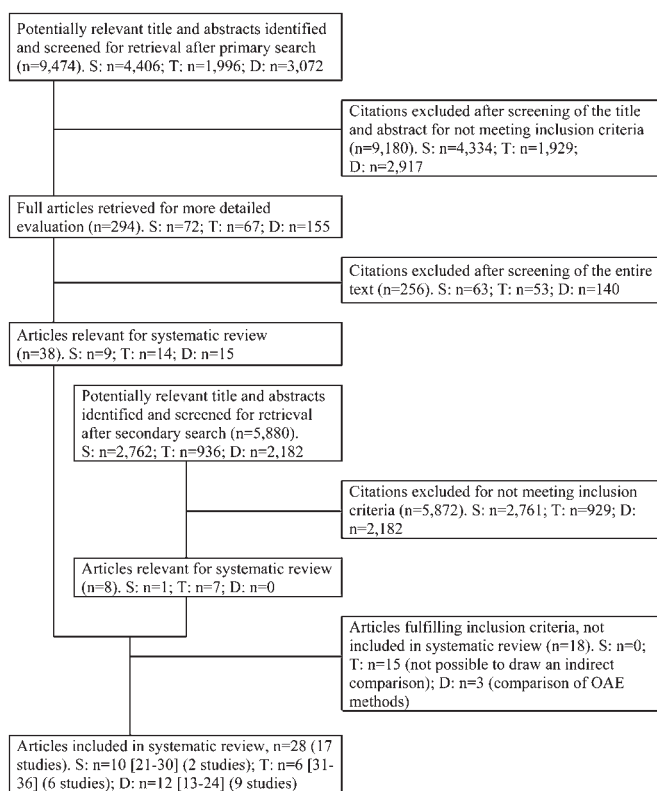 Potentially relevant title and abstracts identified
and screened for retrieval after primary search
(n=9,474). S: n=4,406; T: n=1,996; D: n=3,072
Citations excluded after screening of the title
and abstract for not meeting inclusion criteria
(n=9,180). S: n=4,334; T: n=1,929;
D: n=2,917
Full articles retrieved for more detailed
evaluation (n=294). S: n=72; T: n=67; D: n=155
Citations excluded after screening of the entire
text (n=256). S: n=63; T: n=53; D: n=140
Articles relevant for systematic review
(n=38). S: n=9; T: n=14; D: n=15
Potentially relevant title and abstracts
identified and screened for retrieval
after secondary search (n=5,880).
S: n=2,762; T: n=936; D: n=2,182
Citations excluded for not meeting inclusion
criteria (n=5,872). S: n=2,761; T: n=929; D:
n=2,182
Articles relevant for systematic review
(n=8). S: n=1; T: n=7; D: n=0
Articles fulfilling inclusion criteria, not
included in systematic review (n=18). S: n=0;
T: n=15 (not possible to draw an indirect
comparison); D: n=3 (comparison of OAE
methods)
Articles included in systematic review, n=28 (17
studies). S: n=10 [21-30] (2 studies); T: n=6 [31-
36] (6 studies); D: n=12 [13-24] (9 studies)